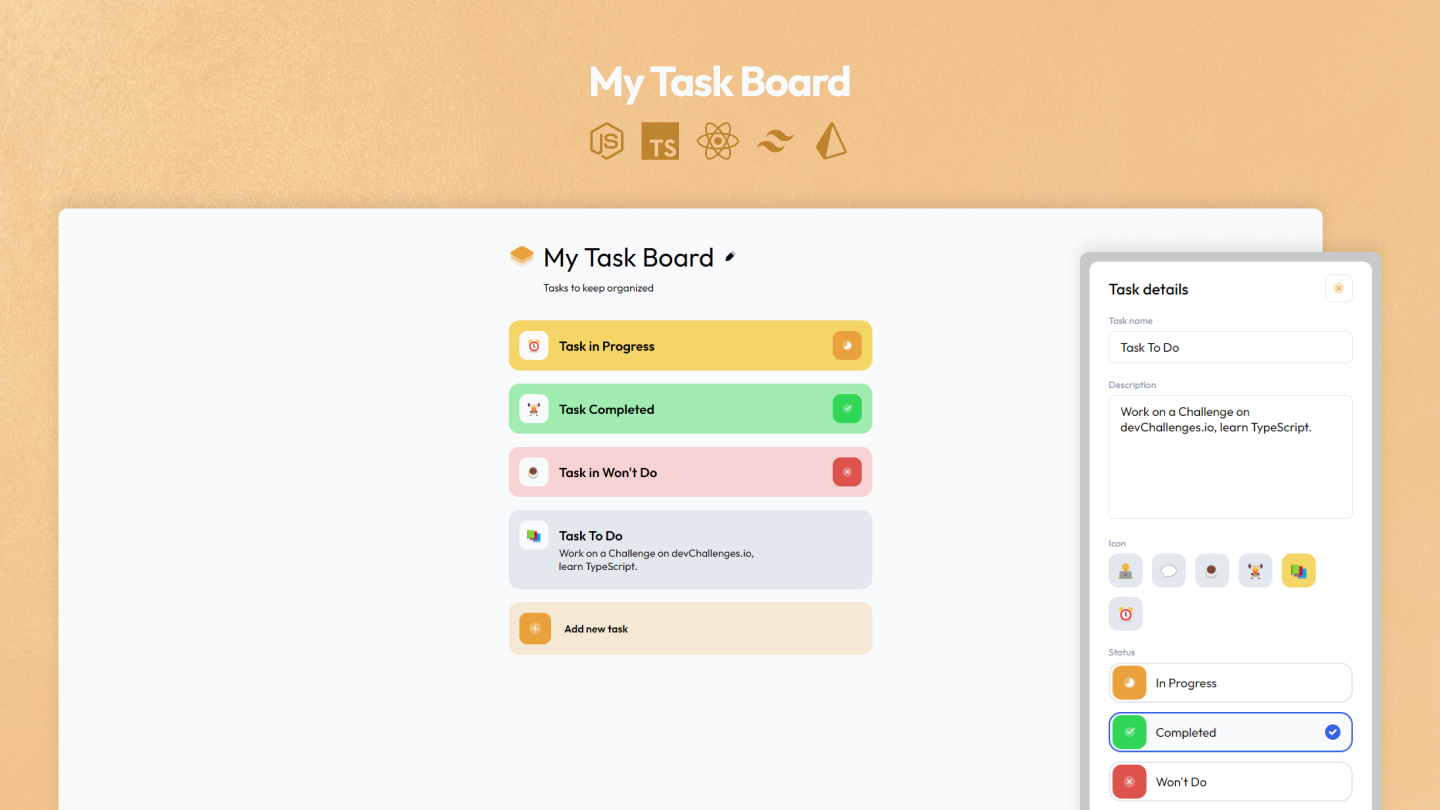 My Task Board
JS TS
My Task Board
Tasks to keep organized
Task in Progress
Task Completed
Task in Won't Do
Task To Do
Work on a Challenge on devChallenges.io,
learn TypeScript.
Add new task
Task details
Task name
Task To Do
Description
Work on a Challenge on
devChallenges.io, learn TypeScript.
Icon
Status
In Progress
Completed
Won't Do